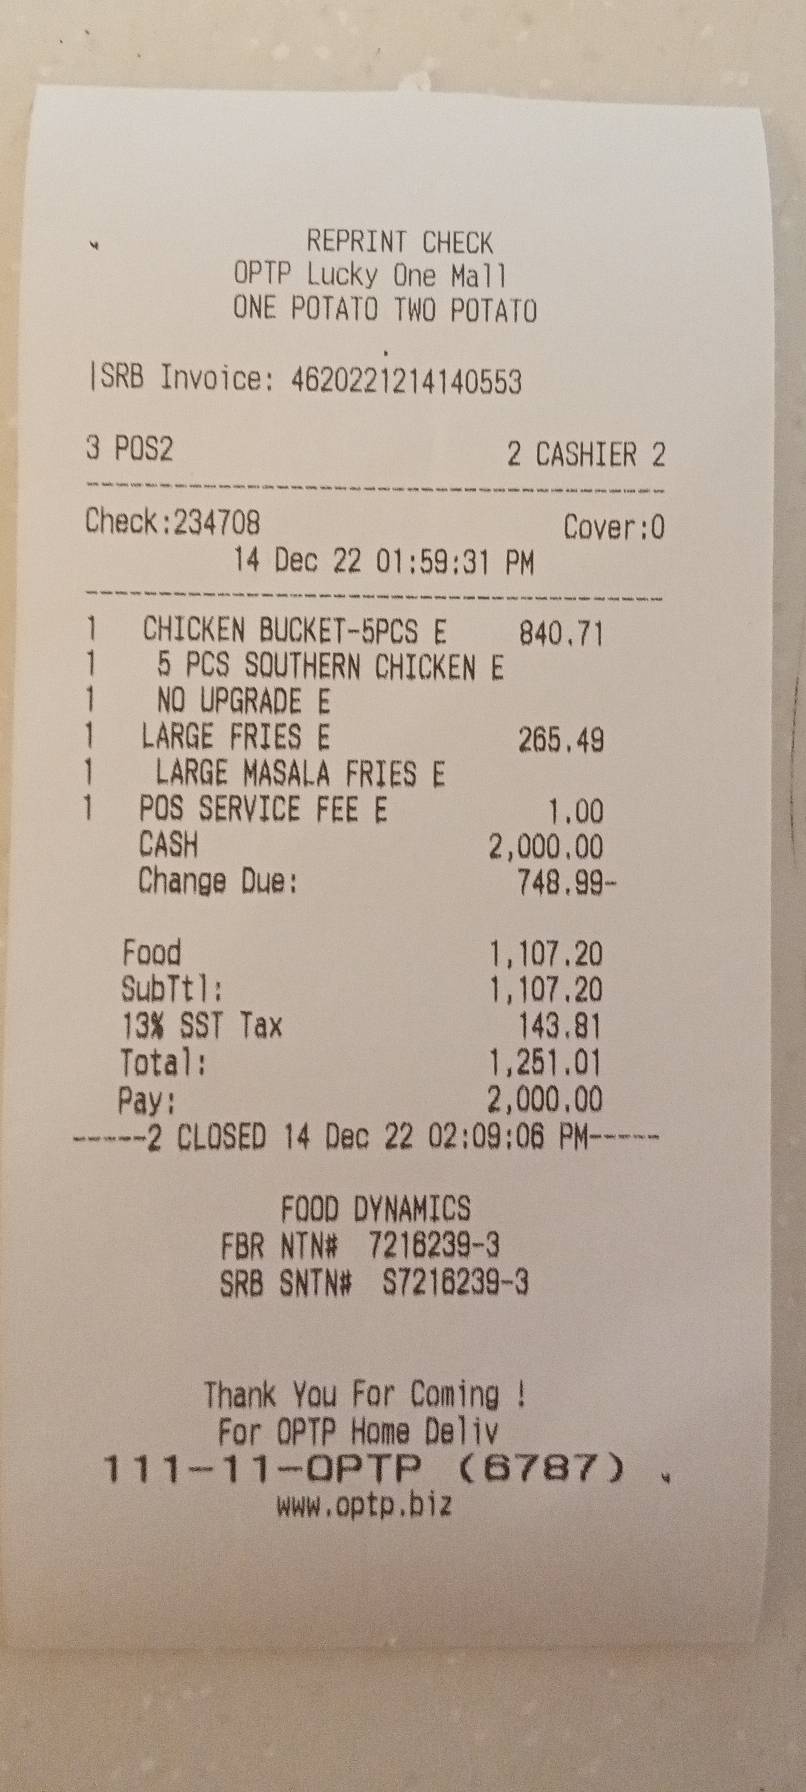 REPRINT CHECK
OPTP Lucky One Mall
ONE POTATO TWO POTATO
|SRB Invoice: 4620221214140553
3 POS2 2 CASHIER 2
----------------------------------------
Check:234708 Cover:0
14 Dec 22 01:59:31 PM
----------------------------------------
1 CHICKEN BUCKET-5PCS E 840.71
1 5 PCS SOUTHERN CHICKEN E
1 NO UPGRADE E
1 LARGE FRIES E 265.49
1 LARGE MASALA FRIES E
1 POS SERVICE FEE E 1.00
CASH 2,000.00
Change Due: 748.99-
Food 1,107.20
SubTtl: 1,107.20
13% SST Tax 143.81
Total: 1,251.01
Pay: 2,000.00
-----2 CLOSED 14 Dec 22 02:09:06 PM-----
FOOD DYNAMICS
FBR NTN# 7216239-3
SRB SNTN# S7216239-3
Thank You For Coming !
For OPTP Home Deliv
111-11-OPTP (6787)
www.optp.biz